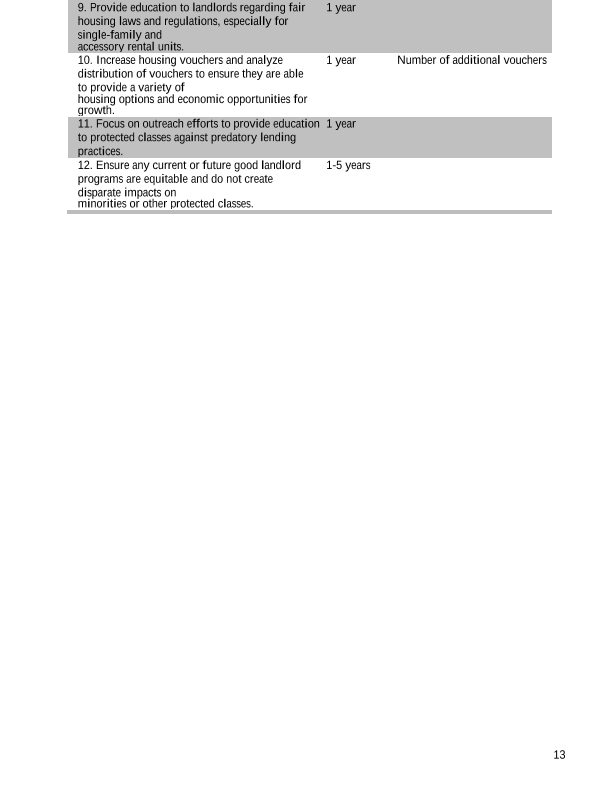 9. Provide education to landlords regarding fair 1 year
housing laws and regulations, especially for
single-family and
accessory rental units.
10. Increase housing vouchers and analyze 1 year Number of additional vouchers
distribution of vouchers to ensure they are able
to provide a variety of
housing options and economic opportunities for
growth.
11. Focus on outreach efforts to provide education 1 year
to protected classes against predatory lending
practices.
12. Ensure any current or future good landlord 1-5 years
programs are equitable and do not create
disparate impacts on
minorities or other protected classes.
13